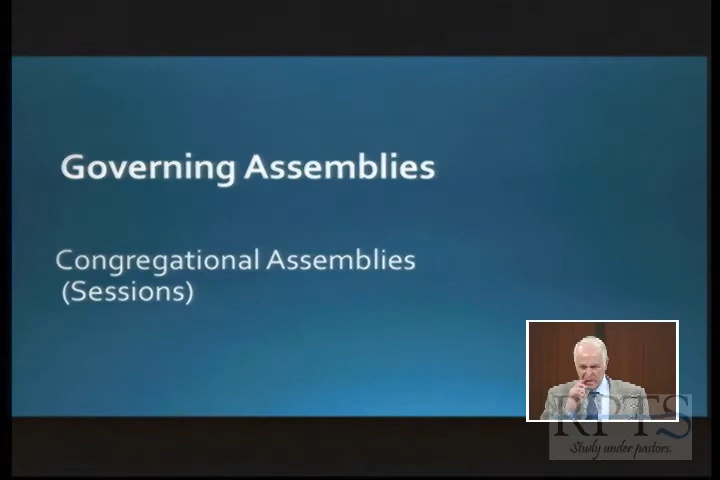 Governing Assemblies
Congregational Assemblies
(Sessions)
RPTS
Study under pastors.